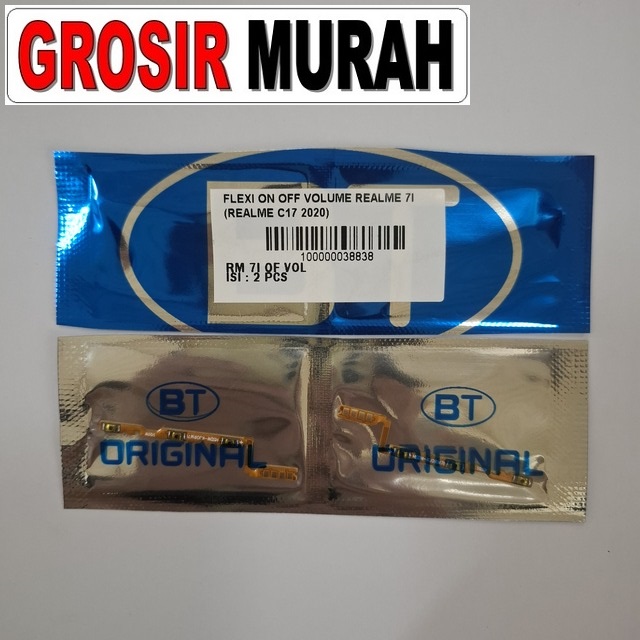 GROSIR MURAH
BT
FLEXI ON OFF VOLUME REALME 7I
(REALME C17 2020)
100000038838
RM 7I OF VOL
ISI : 2 PCS
BT
ORIGINAL
BT
ORIGINAL